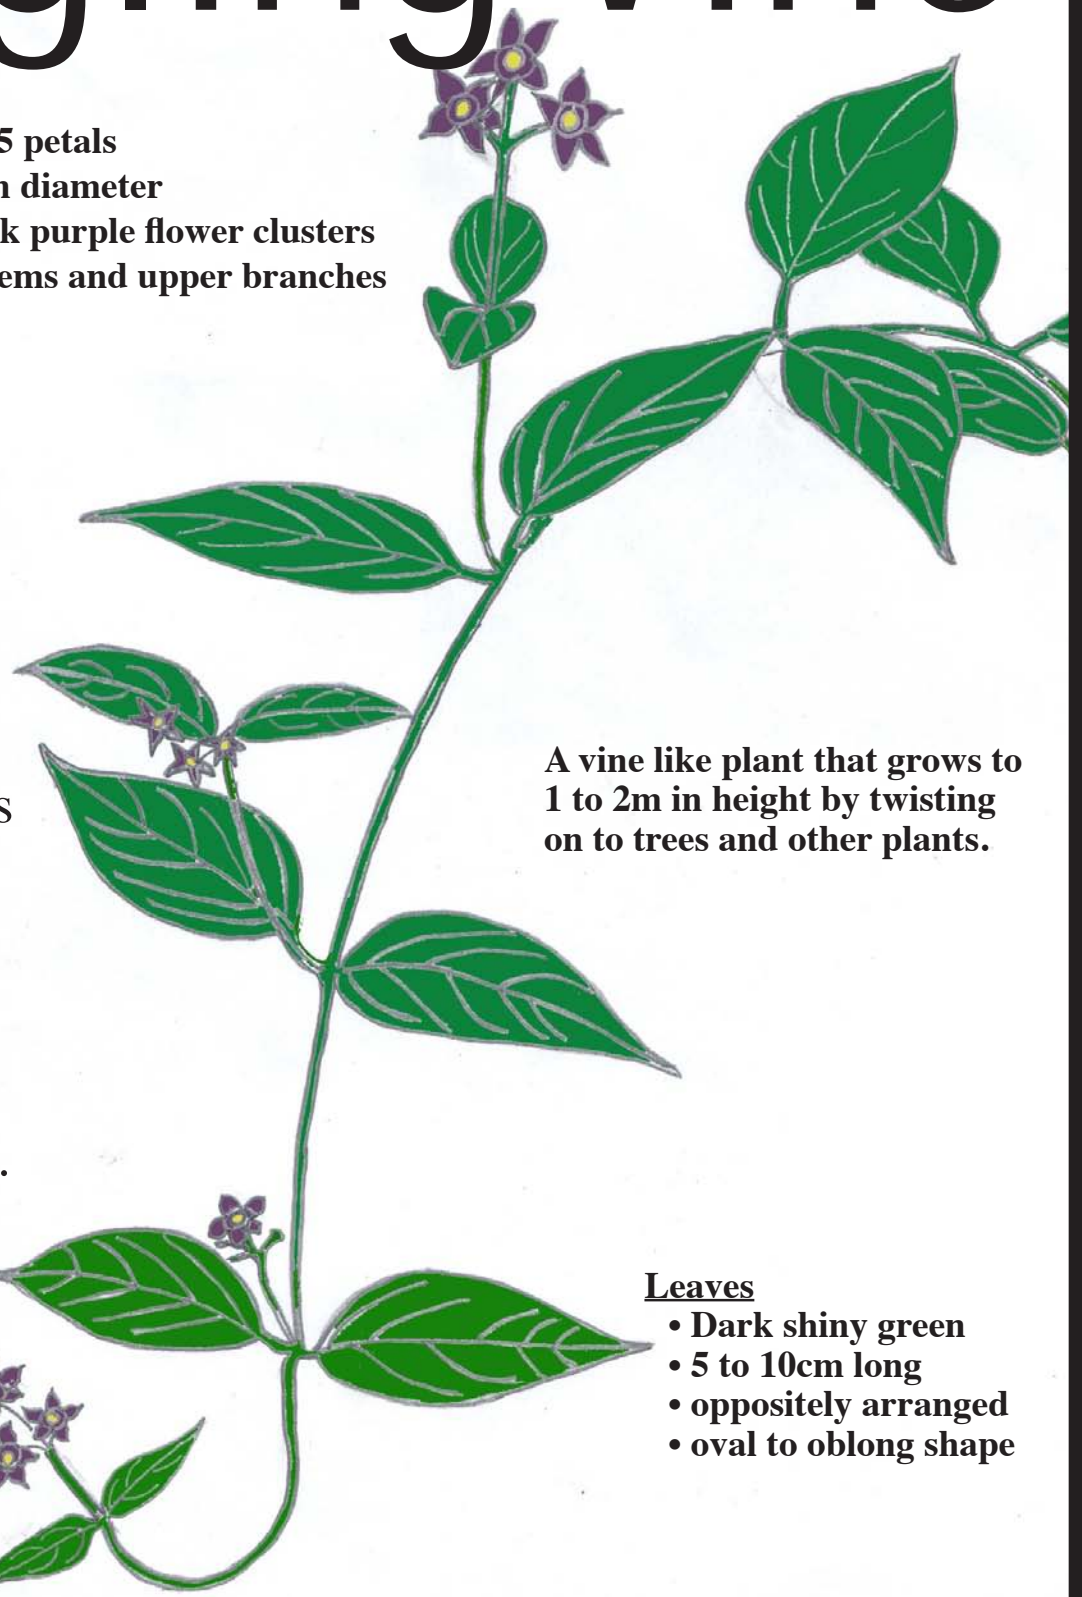 ging vine
5 petals
diameter
k purple flower clusters
ems and upper branches
A vine like plant that grows to
1 to 2m in height by twisting
on to trees and other plants.
s
.
Leaves
• Dark shiny green
• 5 to 10cm long
• oppositely arranged
• oval to oblong shape